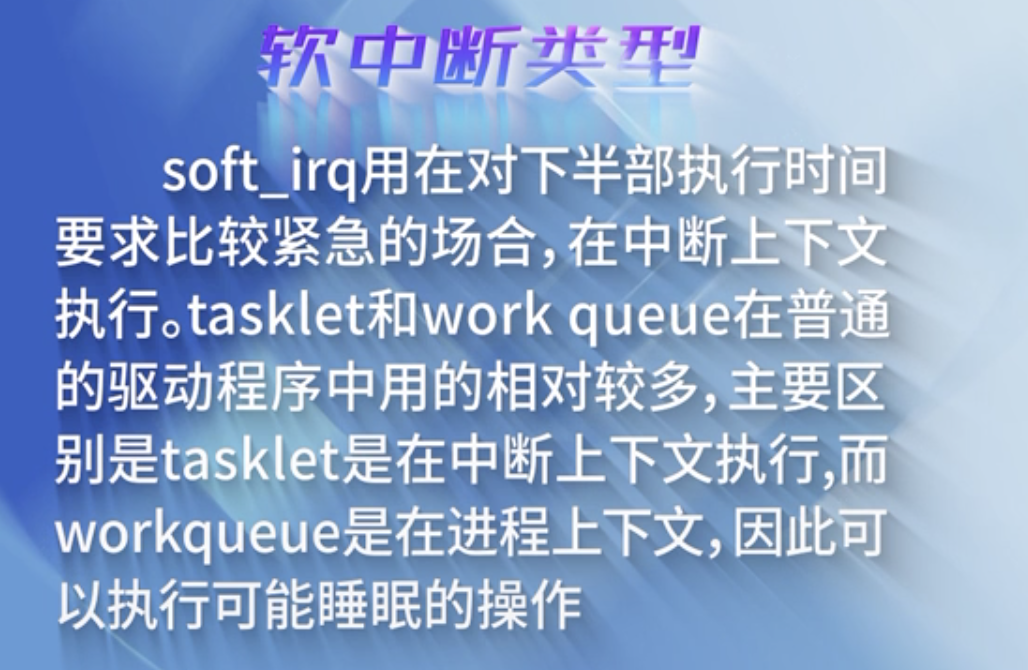 软中断类型
soft_irq用在对下半部执行时间
要求比较紧急的场合，在中断上下文
执行。tasklet和work queue在普通
的驱动程序中用的相对较多，主要区
别是tasklet是在中断上下文执行,而
workqueue是在进程上下文，因此可
以执行可能睡眠的操作